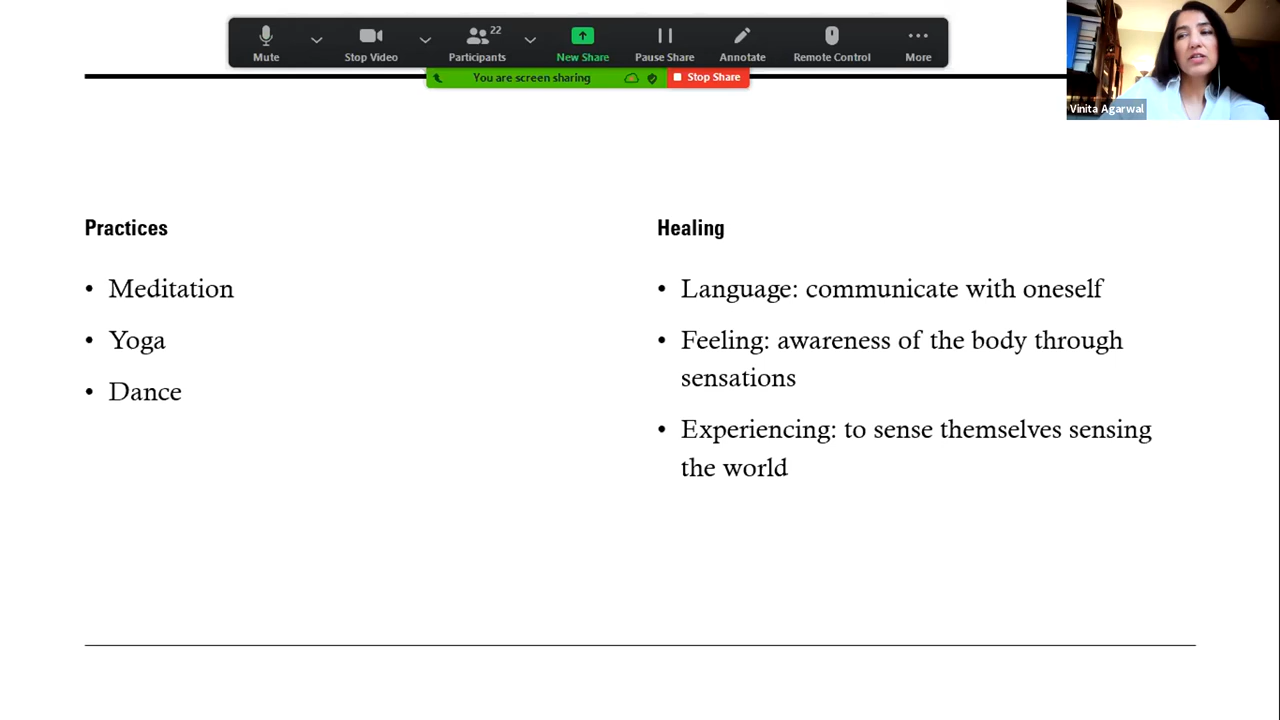 22
Mute
Stop Video
Participants
New Share
Pause Share
Annotate
Remote Control
More
You are screen sharing
Stop Share
Vinita Agarwal
Practices
• Meditation
• Yoga
• Dance
Healing
• Language: communicate with oneself
• Feeling: awareness of the body through
sensations
• Experiencing: to sense themselves sensing
the world